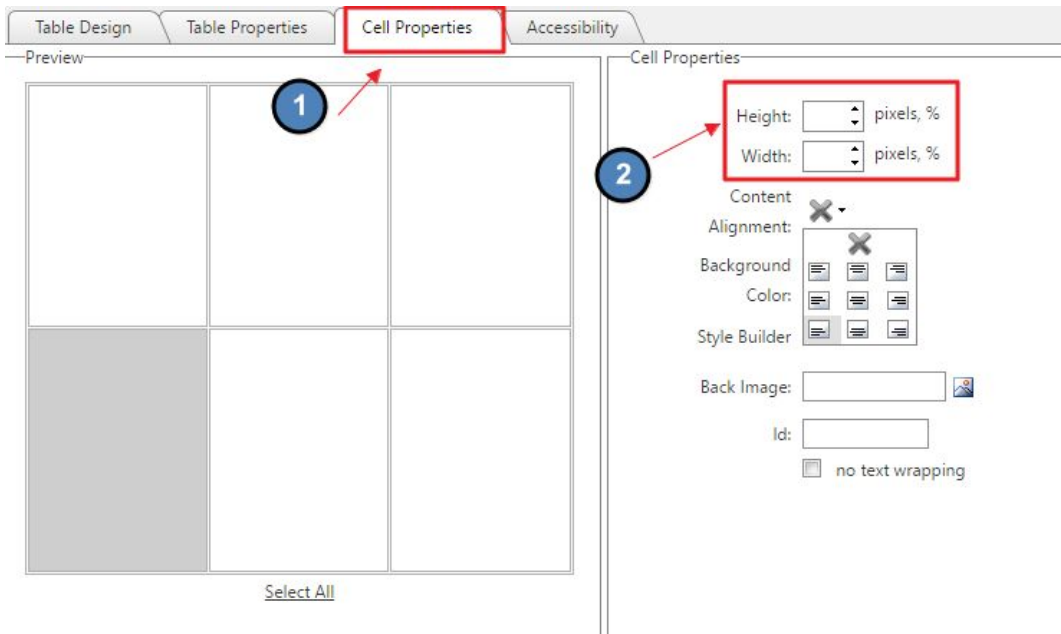 Table Design Table Properties Cell Properties Accessibility
Preview
1
Select All
Cell Properties
2
Height: pixels, %
Width: pixels, %
Content
Alignment:
Background
Color:
Style Builder
Back Image:
Id:
no text wrapping